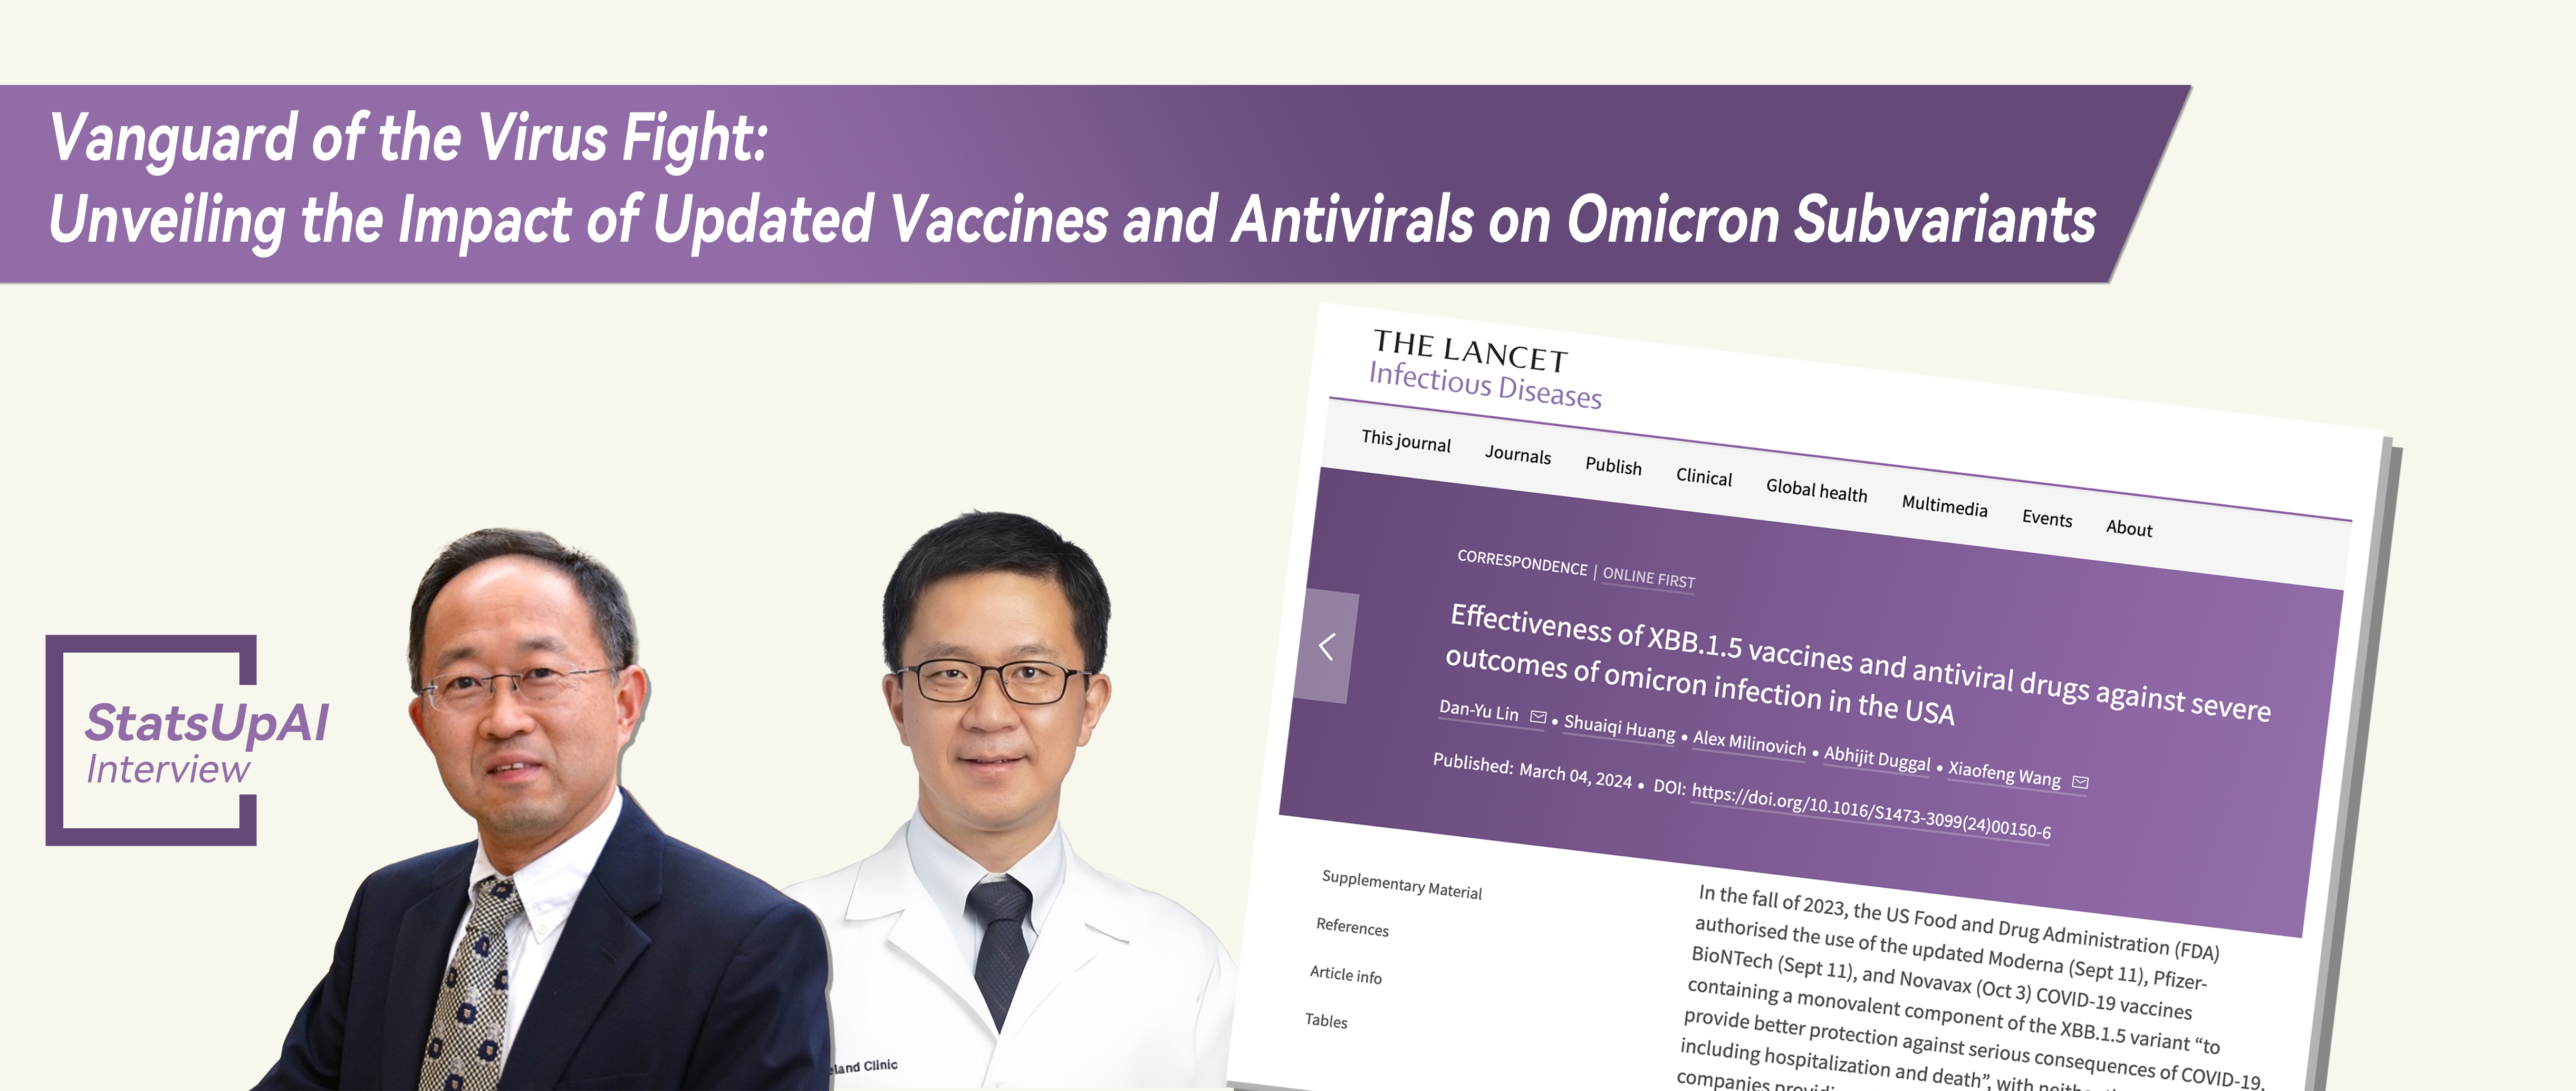 Vanguard of the Virus Fight:
Unveiling the Impact of Updated Vaccines and Antivirals on Omicron Subvariants
StatsUpAI
Interview
eland Clinic
THE LANCET
Infectious Diseases
This journal Journals Publish Clinical Global health Multimedia Events About
CORRESPONDENCE | ONLINE FIRST
Effectiveness of XBB.1.5 vaccines and antiviral drugs against severe
outcomes of omicron infection in the USA
Dan-Yu Lin • Shuaiqi Huang • Alex Milinovich • Abhijit Duggal • Xiaofeng Wang
Published: March 04, 2024 • DOI: https://doi.org/10.1016/S1473-3099(24)00150-6
Supplementary Material
References
Article info
Tables
In the fall of 2023, the US Food and Drug Administration (FDA)
authorised the use of the updated Moderna (Sept 11), Pfizer-
BioNTech (Sept 11), and Novavax (Oct 3) COVID-19 vaccines
containing a monovalent component of the XBB.1.5 variant “to
provide better protection against serious consequences of COVID-19,
including hospitalization and death”, with
companies